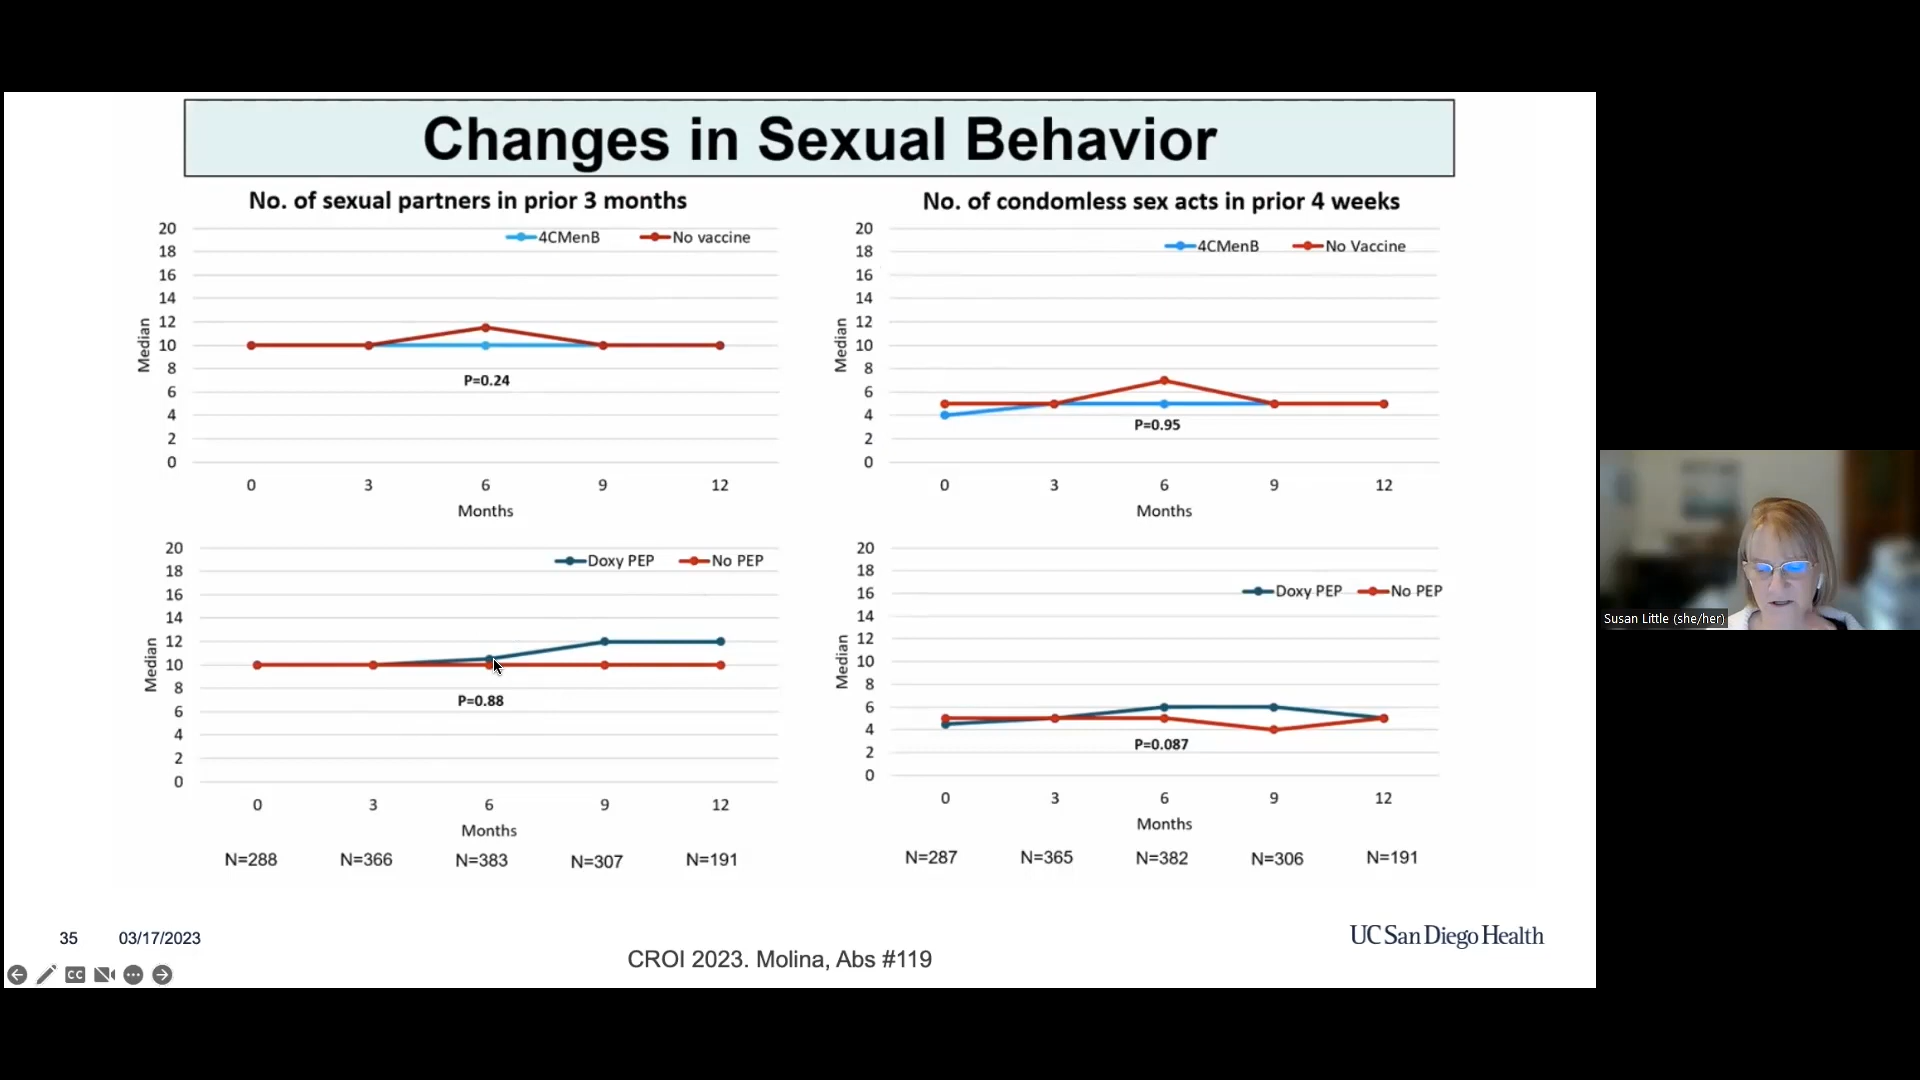 Changes in Sexual Behavior
No. of sexual partners in prior 3 months
20
18
16
14
12
10
8
6
4
2
0
Median
4CMenB No vaccine
P=0.24
0 3 6 9 12
Months
No. of condomless sex acts in prior 4 weeks
20
18
16
14
12
10
8
6
4
2
0
Median
4CMenB No Vaccine
P=0.95
0 3 6 9 12
Months
20
18
16
14
12
10
8
6
4
2
0
Median
Doxy PEP No PEP
P=0.88
0 3 6 9 12
Months
N=288 N=366 N=383 N=307 N=191
20
18
16
14
12
10
8
6
4
2
0
Median
Doxy PEP No PEP
P=0.087
0 3 6 9 12
Months
N=287 N=365 N=382 N=306 N=191
35 03/17/2023
CROI 2023. Molina, Abs #119
UC San Diego Health
CC
Susan Little (she/her)